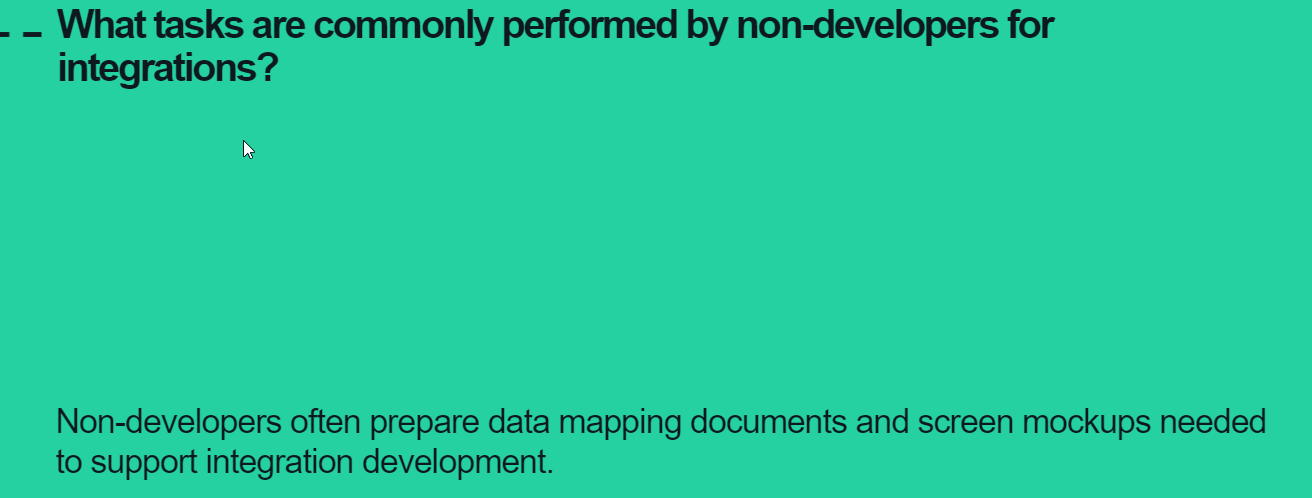 What tasks are commonly performed by non-developers for
integrations?
Non-developers often prepare data mapping documents and screen mockups needed
to support integration development.